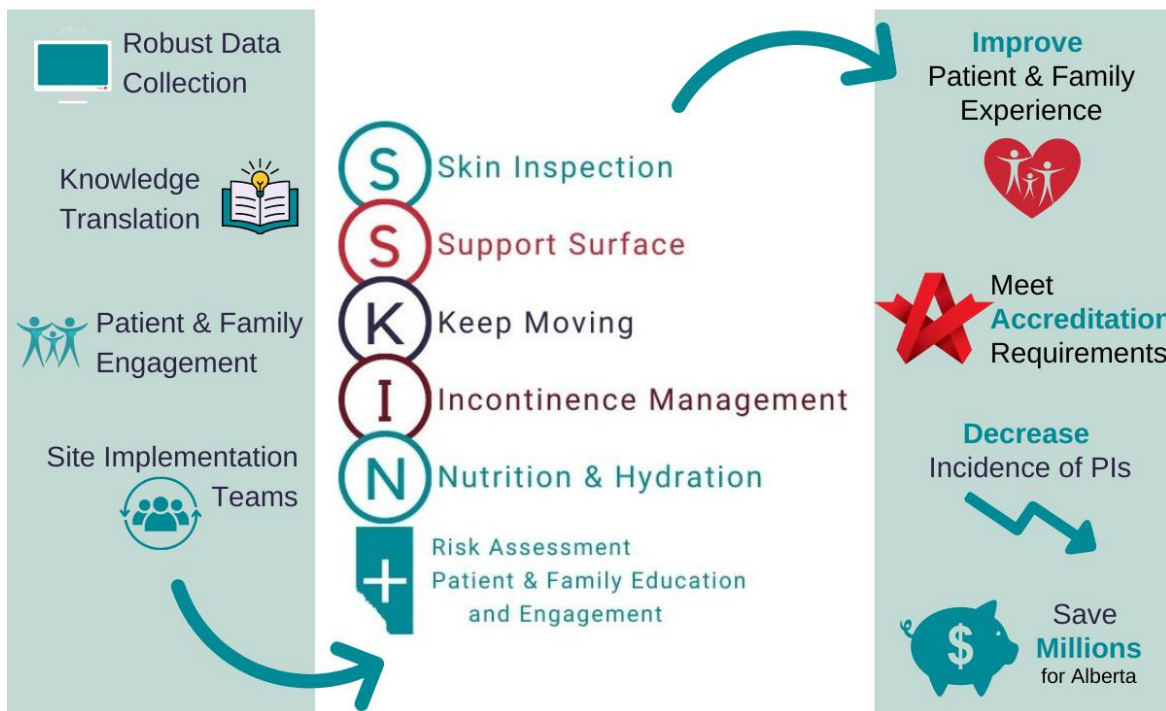 Robust Data
Collection
Knowledge
Translation
Patient & Family
Engagement
Site Implementation
Teams
S Skin Inspection
S Support Surface
K Keep Moving
I Incontinence Management
N Nutrition & Hydration
+
Risk Assessment
Patient & Family Education
and Engagement
Improve
Patient & Family
Experience
Meet
Accreditation
Requirements
Decrease
Incidence of PIs
$
Save
Millions
for Alberta